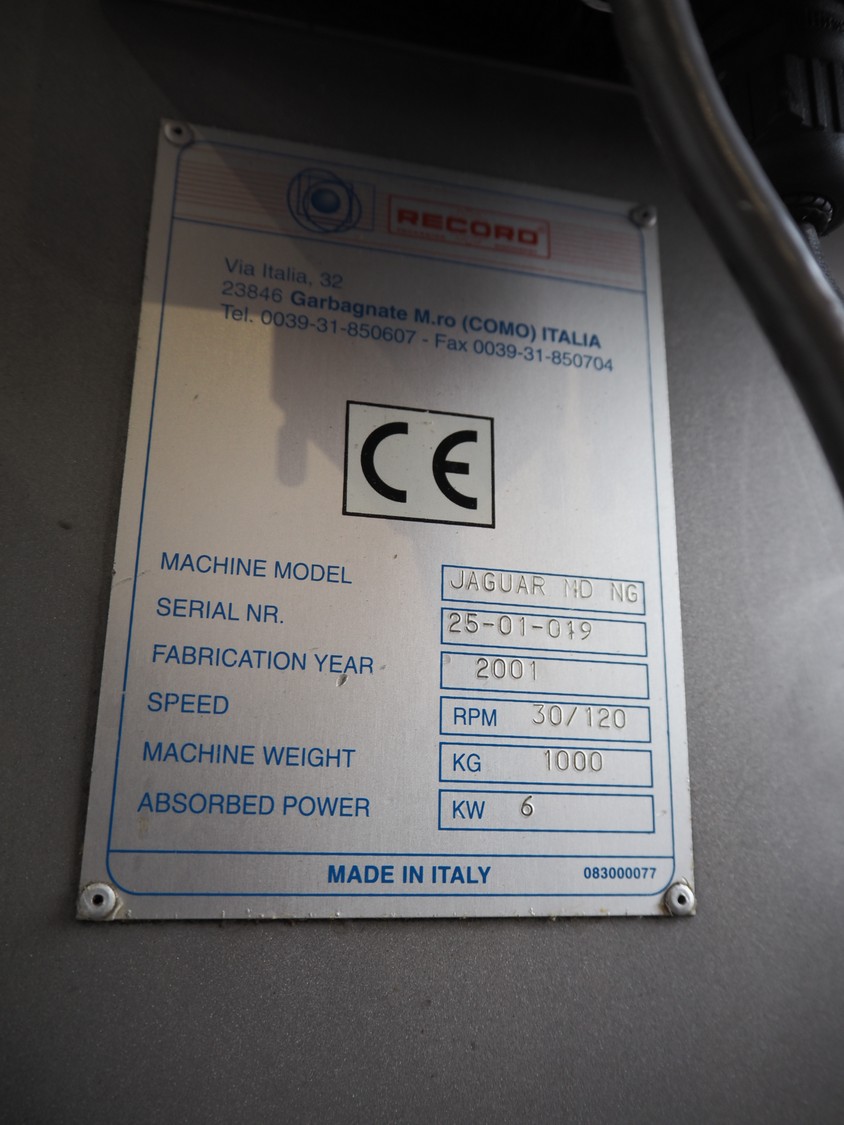 RECORD®
Via Italia, 32
23846 Garbagnate M.ro (COMO) ITALIA
Tel. 0039-31-850607 - Fax 0039-31-850704
CE
MACHINE MODEL JAGUAR MD NG
SERIAL NR. 25-01-019
FABRICATION YEAR 2001
SPEED RPM 30/120
MACHINE WEIGHT KG 1000
ABSORBED POWER KW 6
MADE IN ITALY 083000077